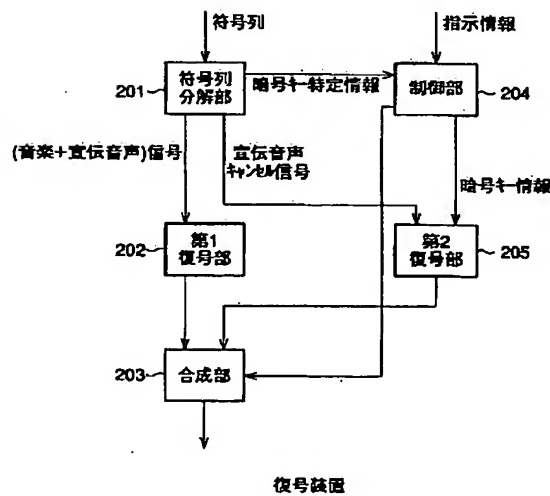 符号列
指示情報
201
符号列
分解部
暗号キー特定情報
制御部
204
(音楽+宣伝音声)信号
宣伝音声
キャンセル信号
暗号キー情報
202
第1
復号部
第2
復号部
205
203
合成部
復号装置